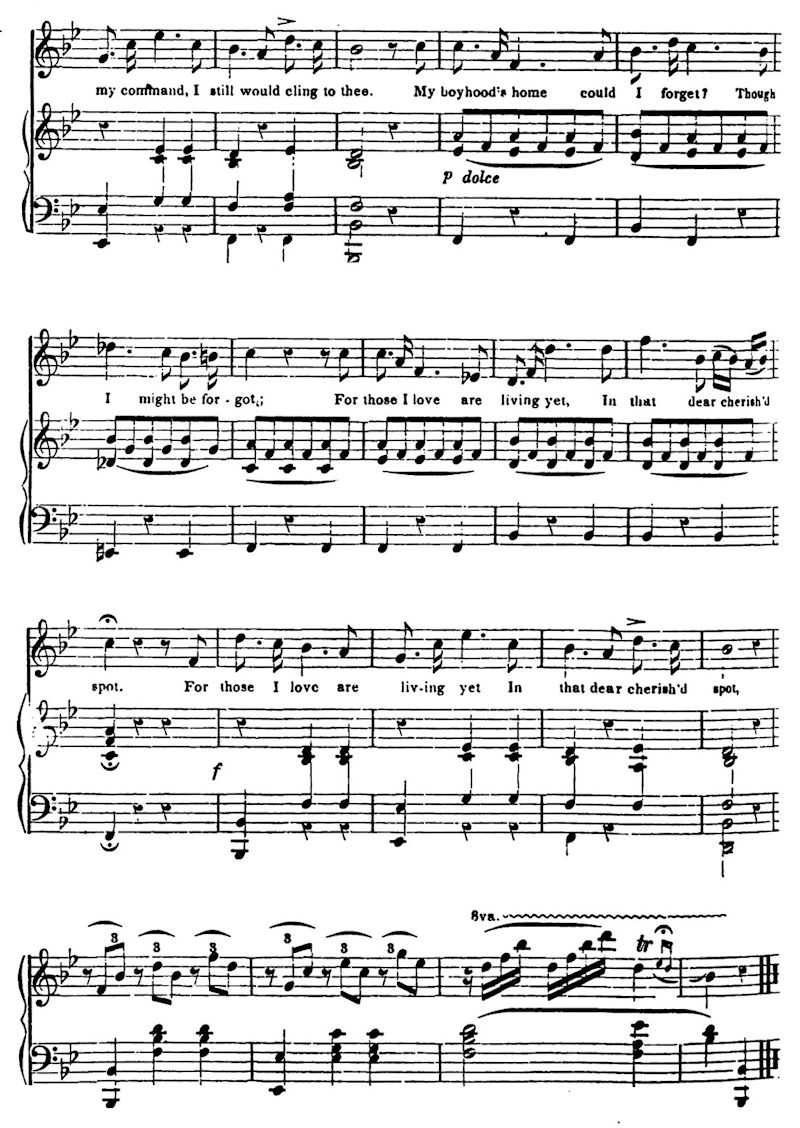 my command, I still would cling to thee. My boyhood's home could I forget? Though
p dolce
I might be for - got,; For those I love are living yet, In that dear cherish'd
spot. For those I love are liv-ing yet In that dear cherish'd spot,
f
8va.
3 3 3 3 3 3 tr